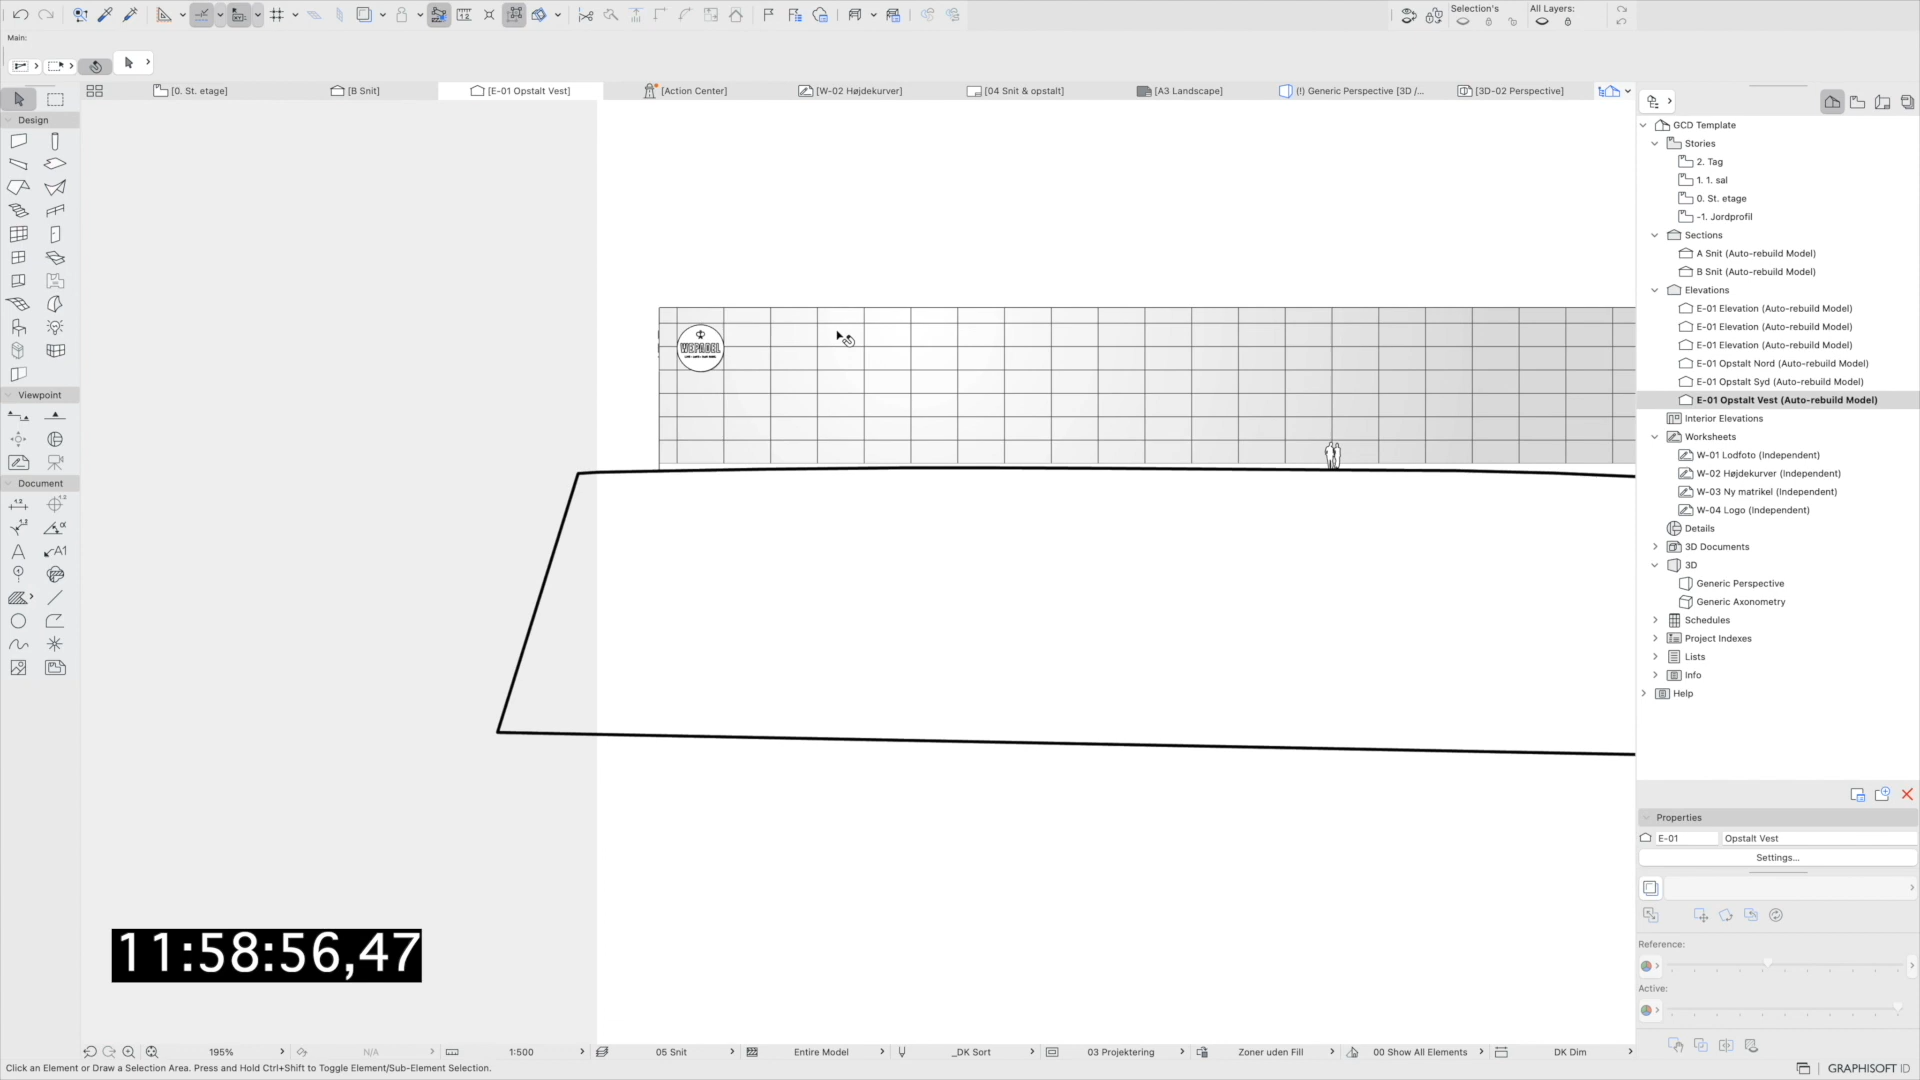 Selection's
All Layers:
Main:
[0. St. etage]
[B Snit]
[E-01 Opstalt Vest]
[Action Center]
[W-02 Højdekurver]
[04 Snit & opstalt]
[A3 Landscape]
(!) Generic Perspective [3D /...
[3D-02 Perspective]
Design
Viewpoint
Document
GCD Template
Stories
2. Tag
1. 1. sal
0. St. etage
-1. Jordprofil
Sections
A Snit (Auto-rebuild Model)
B Snit (Auto-rebuild Model)
Elevations
E-01 Elevation (Auto-rebuild Model)
E-01 Elevation (Auto-rebuild Model)
E-01 Elevation (Auto-rebuild Model)
E-01 Opstalt Nord (Auto-rebuild Model)
E-01 Opstalt Syd (Auto-rebuild Model)
E-01 Opstalt Vest (Auto-rebuild Model)
Interior Elevations
Worksheets
W-01 Lodfoto (Independent)
W-02 Højdekurver (Independent)
W-03 Ny matrikel (Independent)
W-04 Logo (Independent)
Details
3D Documents
3D
Generic Perspective
Generic Axonometry
Schedules
Project Indexes
Lists
Info
Help
WEPADEL
Properties
E-01
Opstalt Vest
Settings...
Reference:
Active:
11:58:56,47
195%
N/A
1:500
05 Snit
Entire Model
_DK Sort
03 Projektering
Zoner uden Fill
00 Show All Elements
DK Dim
Click an Element or Draw a Selection Area. Press and Hold Ctrl+Shift to Toggle Element/Sub-Element Selection.
GRAPHISOFT ID